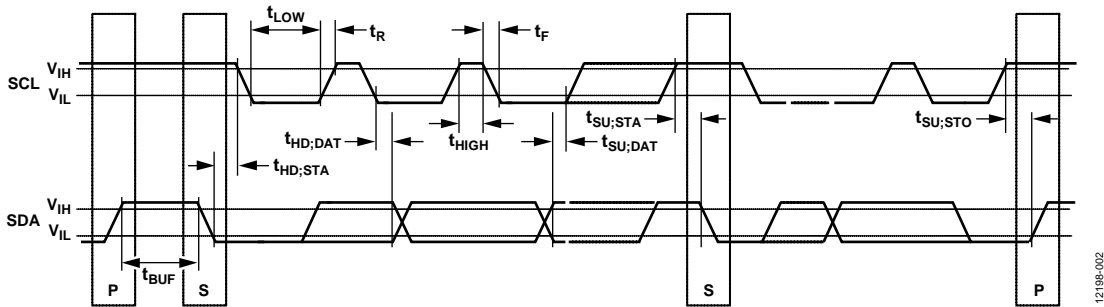 tLOW
tR
tF
VIH
SCL
VIL
tSU;STA
tSU;STO
tHD;DAT
tHIGH
tSU;DAT
tHD;STA
VIH
SDA
VIL
tBUF
P
S
S
P
12198-002